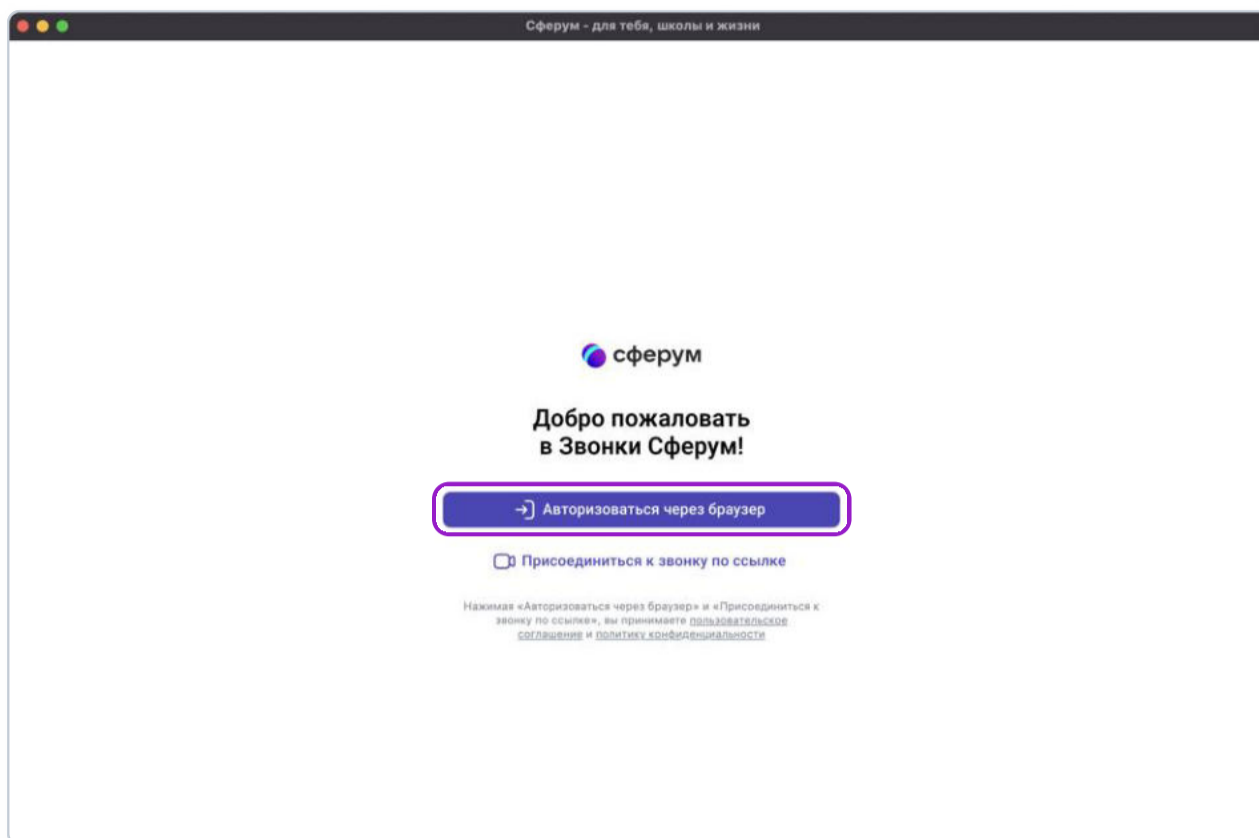 Сферум - для тебя, школы и жизни
сферум
Добро пожаловать
в Звонки Сферум!
Авторизоваться через браузер
Присоединиться к звонку по ссылке
Нажимая «Авторизоваться через браузер» и «Присоединиться к
звонку по ссылке», вы принимаете пользовательское
соглашение и политику конфиденциальности